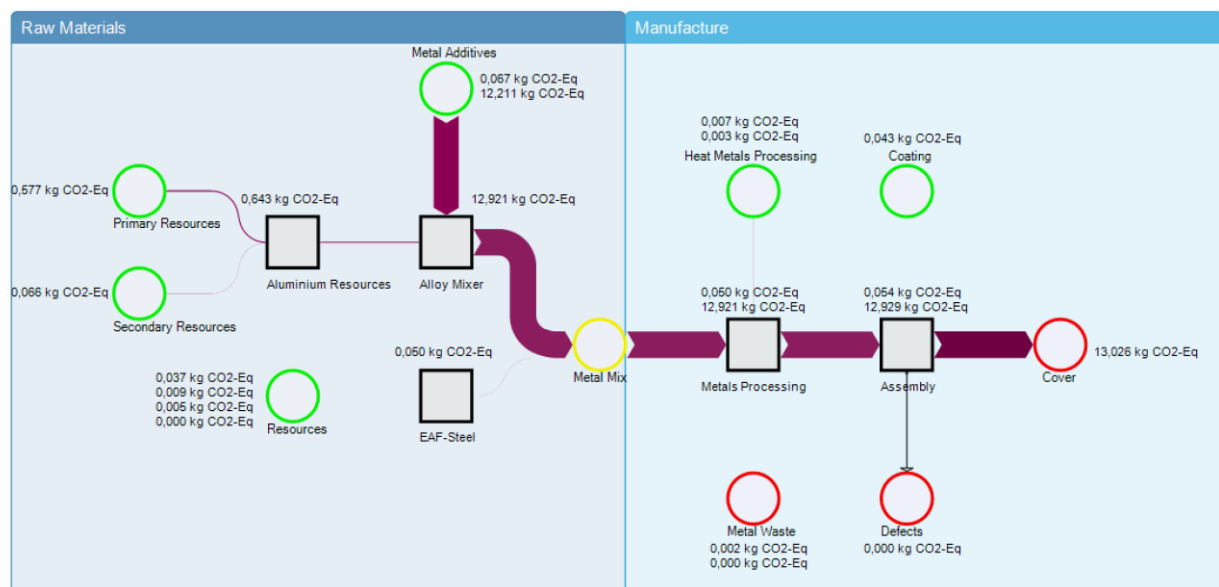 Raw Materials
Manufacture
Metal Additives
0,067 kg CO2-Eq
12,211 kg CO2-Eq
0,007 kg CO2-Eq
0,003 kg CO2-Eq
Heat Metals Processing
0,043 kg CO2-Eq
Coating
0,577 kg CO2-Eq
Primary Resources
0,643 kg CO2-Eq
Aluminium Resources
12,921 kg CO2-Eq
Alloy Mixer
0,066 kg CO2-Eq
Secondary Resources
0,050 kg CO2-Eq
12,921 kg CO2-Eq
Metals Processing
0,054 kg CO2-Eq
12,929 kg CO2-Eq
Assembly
13,026 kg CO2-Eq
Cover
0,050 kg CO2-Eq
EAF-Steel
Metal Mix
0,037 kg CO2-Eq
0,009 kg CO2-Eq
0,005 kg CO2-Eq
0,000 kg CO2-Eq
Resources
Metal Waste
0,002 kg CO2-Eq
0,000 kg CO2-Eq
Defects
0,000 kg CO2-Eq